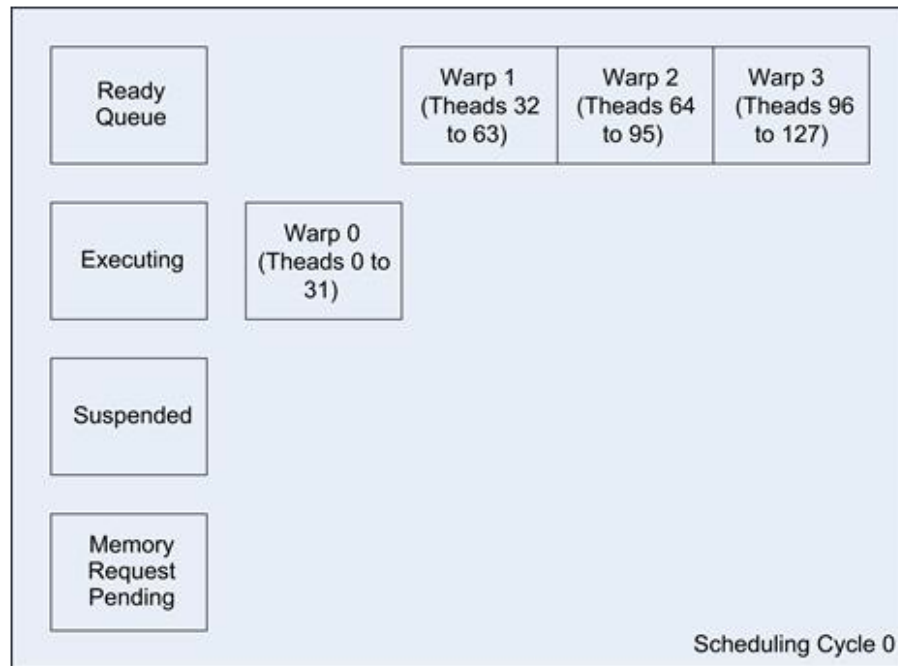 Ready
Queue
Warp 1
(Theads 32
to 63)
Warp 2
(Theads 64
to 95)
Warp 3
(Theads 96
to 127)
Executing
Warp 0
(Theads 0 to
31)
Suspended
Memory
Request
Pending
Scheduling Cycle 0